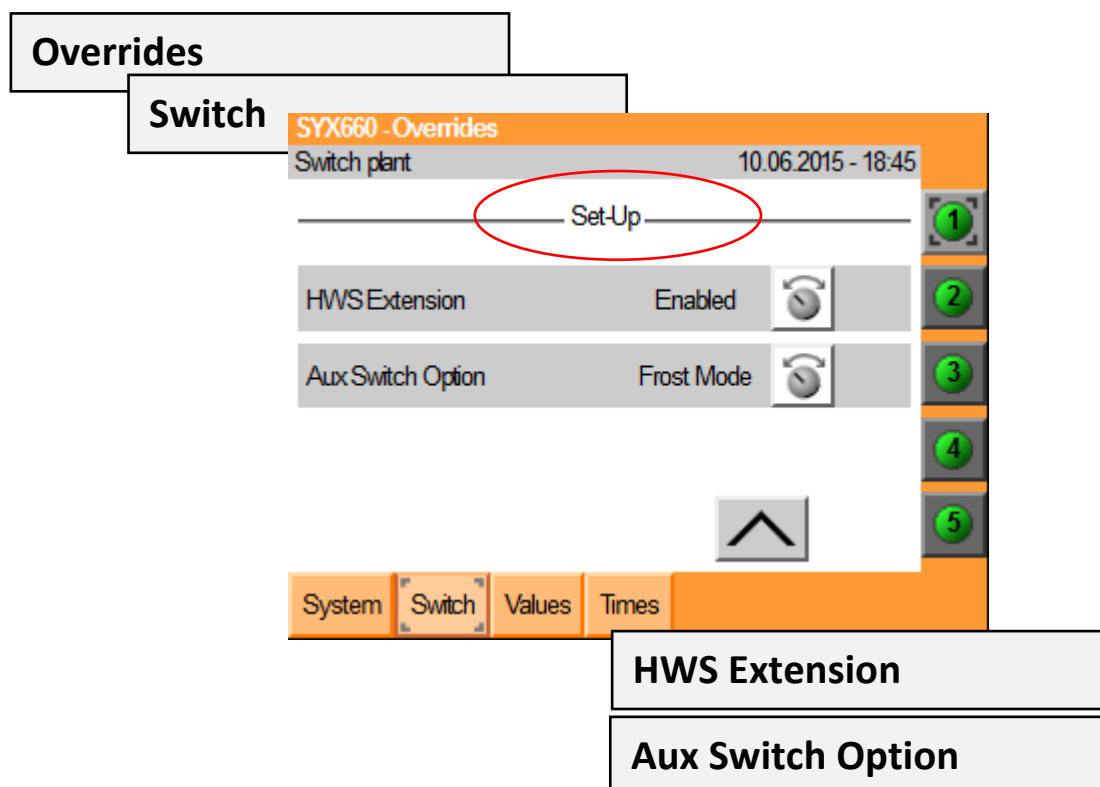 Overrides
Switch
SYX660 - Overrides
Switch plant 10.06.2015 - 18:45
Set-Up
1
HWS Extension Enabled
2
Aux Switch Option Frost Mode
3
4
5
System Switch Values Times
HWS Extension
Aux Switch Option